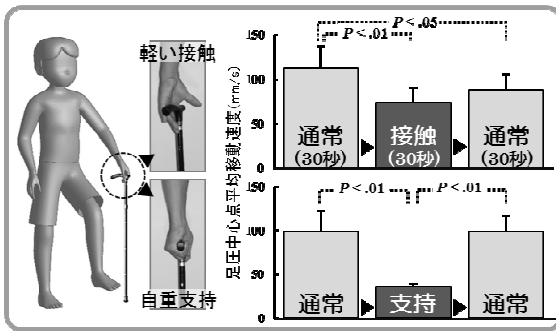 軽い接触
自重支持
足圧中心点平均移動速度(mm/s)
P < .05
P < .01
150
100
50
0
通常
(30秒)
接触
(30秒)
通常
(30秒)
P < .01
P < .01
150
100
50
0
通常
支持
通常